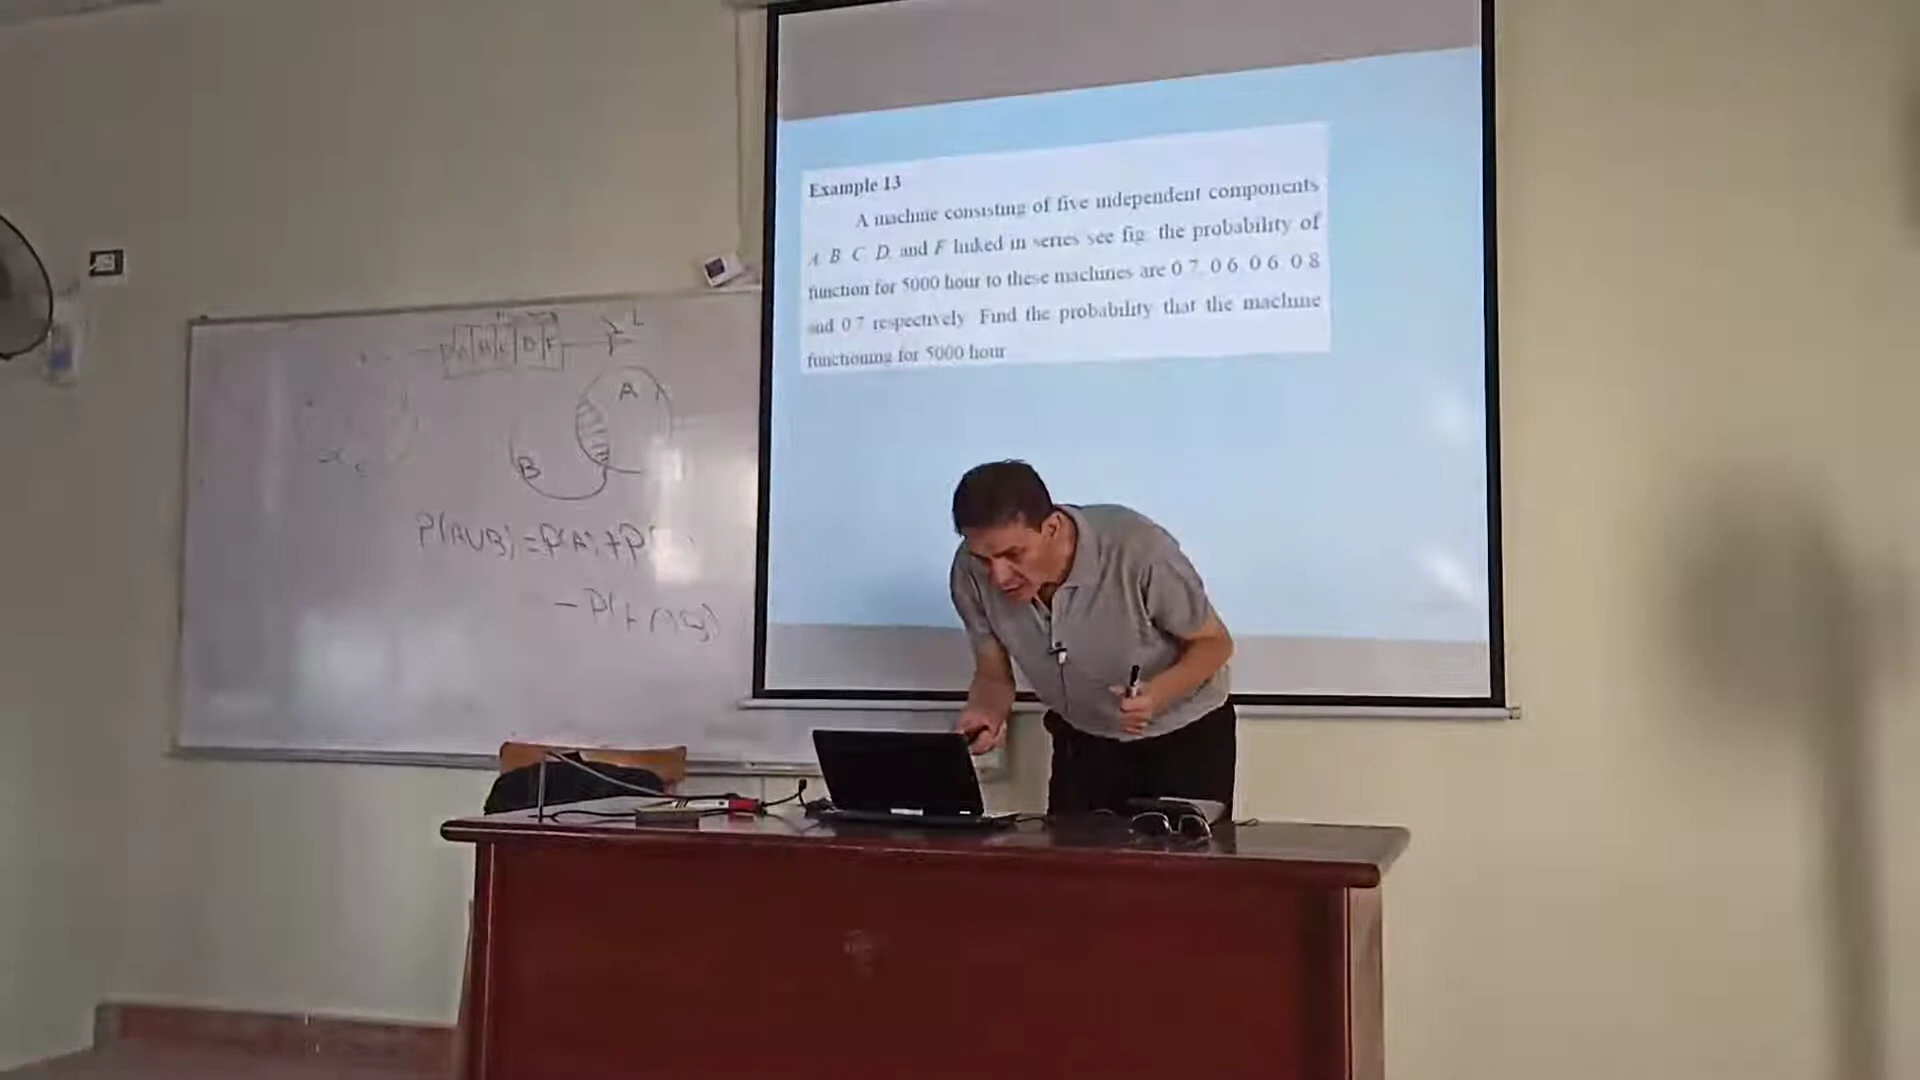 Example 13
A machine consisting of five independent components
A B C D and F linked in series see fig. the probability of
function for 5000 hour to these machines are 0.7 0.6 0.6 0.8
and 0.7 respectively Find the probability that the machine
functioning for 5000 hour
D F
L
A
B
P(AUB) = P(A) + P(
- P(